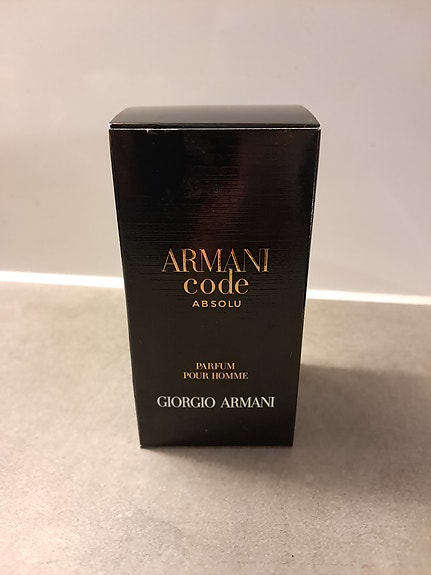 ARMANI
code
ABSOLU
PARFUM
POUR HOMME
GIORGIO ARMANI